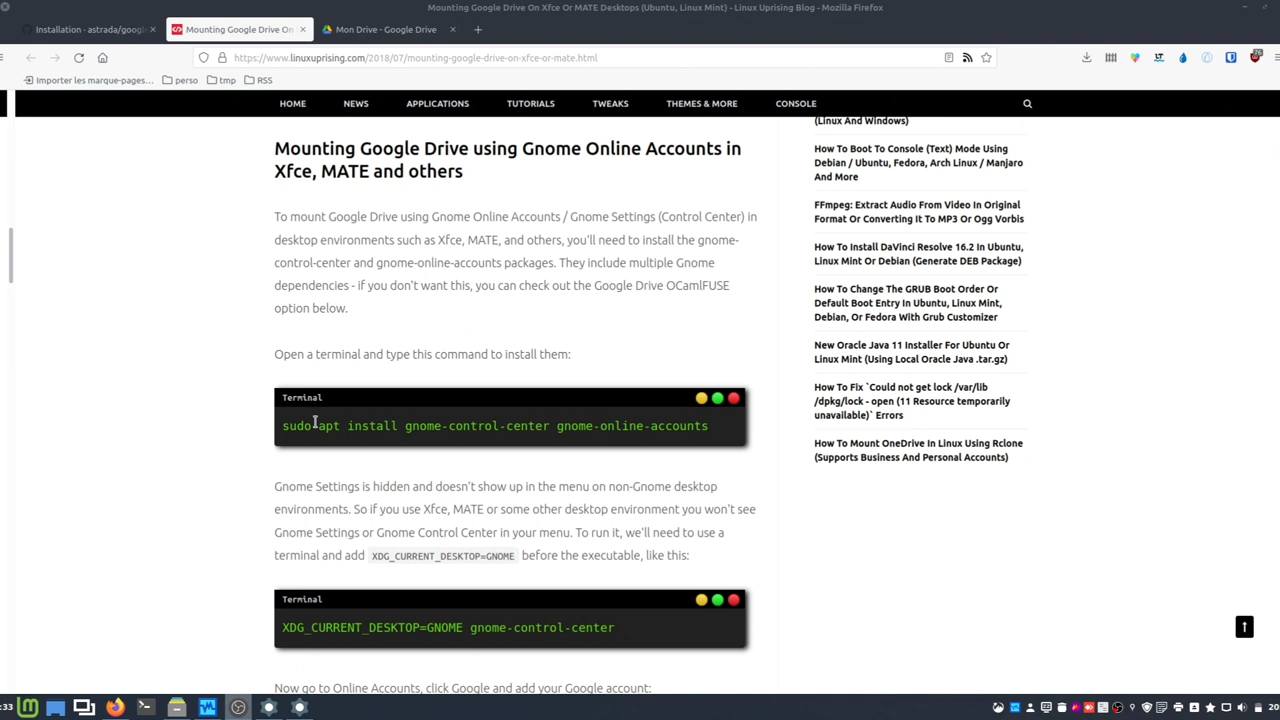 Mounting Google Drive On Xfce Or MATE Desktops (Ubuntu, Linux Mint) - Linux Uprising Blog - Mozilla Firefox
Installation · astrada/google
Mounting Google Drive On
Mon Drive - Google Drive
https://www.linuxuprising.com/2018/07/mounting-google-drive-on-xfce-or-mate.html
Importer les marque-pages...
perso
tmp
RSS
HOME
NEWS
APPLICATIONS
TUTORIALS
TWEAKS
THEMES & MORE
CONSOLE
Mounting Google Drive using Gnome Online Accounts in
Xfce, MATE and others
To mount Google Drive using Gnome Online Accounts / Gnome Settings (Control Center) in
desktop environments such as Xfce, MATE, and others, you'll need to install the gnome-
control-center and gnome-online-accounts packages. They include multiple Gnome
dependencies - if you don't want this, you can check out the Google Drive OCamlFUSE
option below.
Open a terminal and type this command to install them:
Terminal
sudo apt install gnome-control-center gnome-online-accounts
Gnome Settings is hidden and doesn't show up in the menu on non-Gnome desktop
environments. So if you use Xfce, MATE or some other desktop environment you won't see
Gnome Settings or Gnome Control Center in your menu. To run it, we'll need to use a
terminal and add XDG_CURRENT_DESKTOP=GNOME before the executable, like this:
Terminal
XDG_CURRENT_DESKTOP=GNOME gnome-control-center
Now go to Online Accounts, click Google and add your Google account:
(Linux And Windows)
How To Boot To Console (Text) Mode Using
Debian / Ubuntu, Fedora, Arch Linux / Manjaro
And More
FFmpeg: Extract Audio From Video In Original
Format Or Converting It To MP3 Or Ogg Vorbis
How To Install DaVinci Resolve 16.2 In Ubuntu,
Linux Mint Or Debian (Generate DEB Package)
How To Change The GRUB Boot Order Or
Default Boot Entry In Ubuntu, Linux Mint,
Debian, Or Fedora With Grub Customizer
New Oracle Java 11 Installer For Ubuntu Or
Linux Mint (Using Local Oracle Java .tar.gz)
How To Fix `Could not get lock /var/lib
/dpkg/lock - open (11 Resource temporarily
unavailable)` Errors
How To Mount OneDrive In Linux Using Rclone
(Supports Business And Personal Accounts)
:33
20